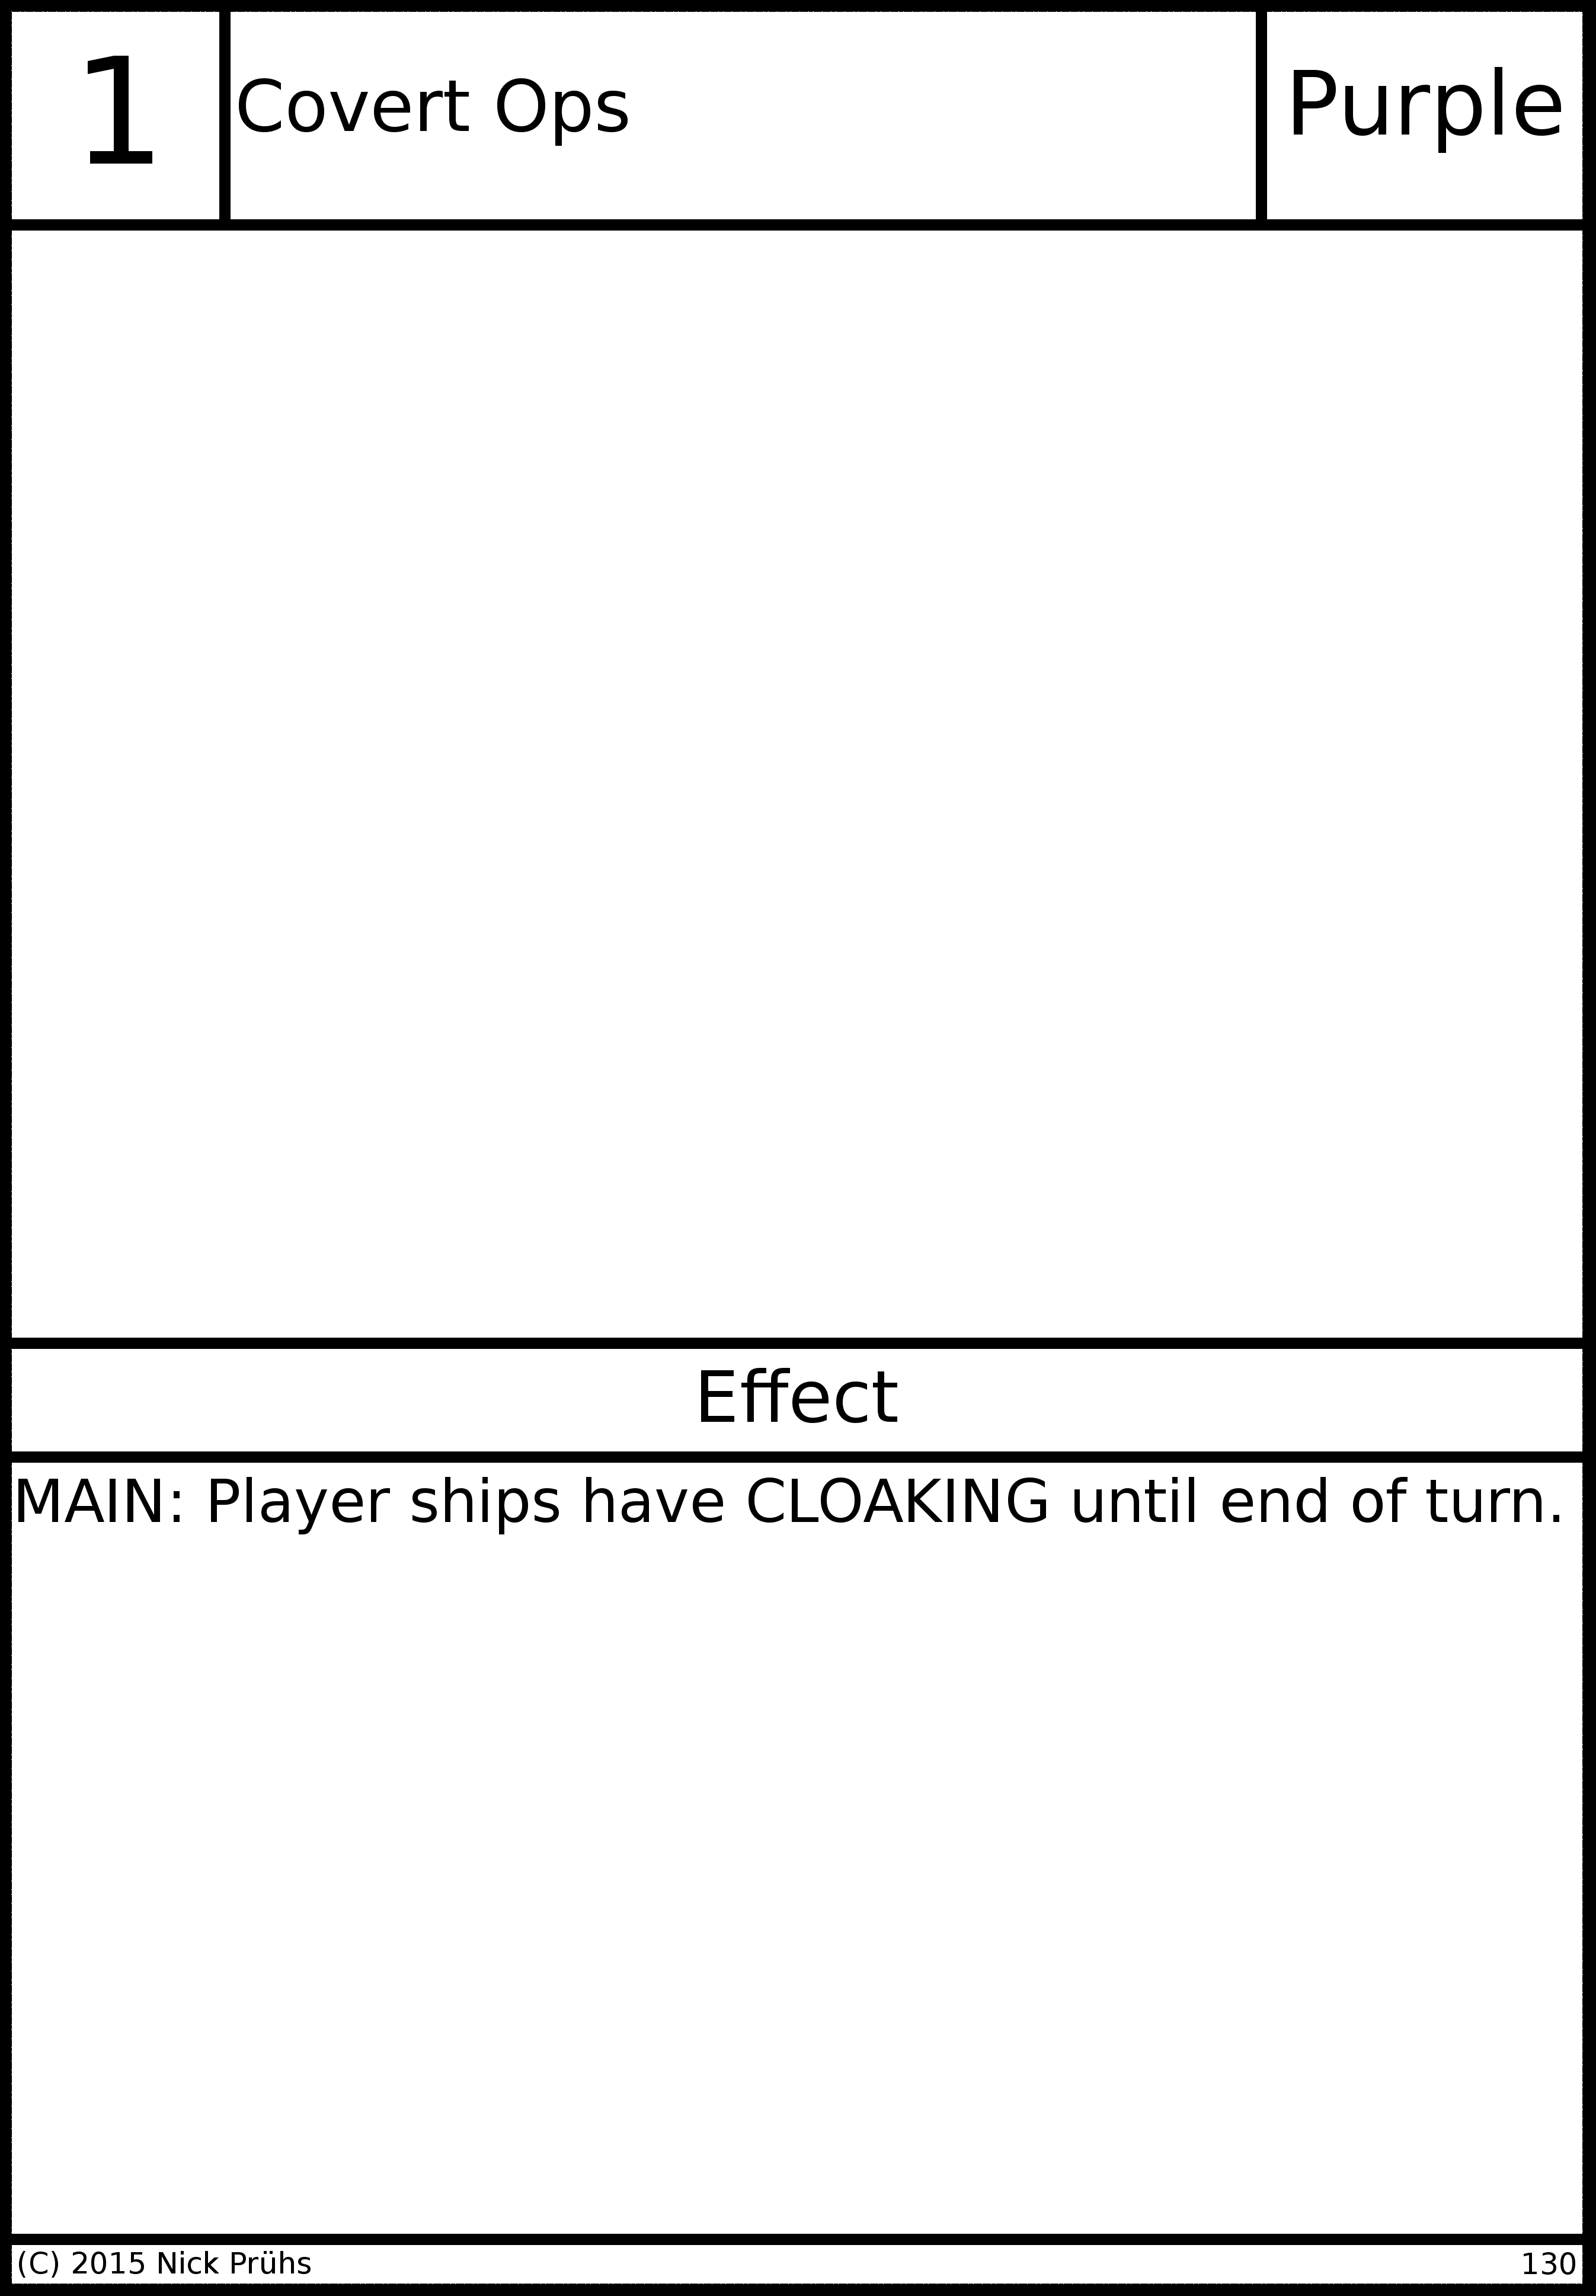 1
Covert Ops
Purple
Effect
MAIN: Player ships have CLOAKING until end of turn.
(C) 2015 Nick Prühs
130